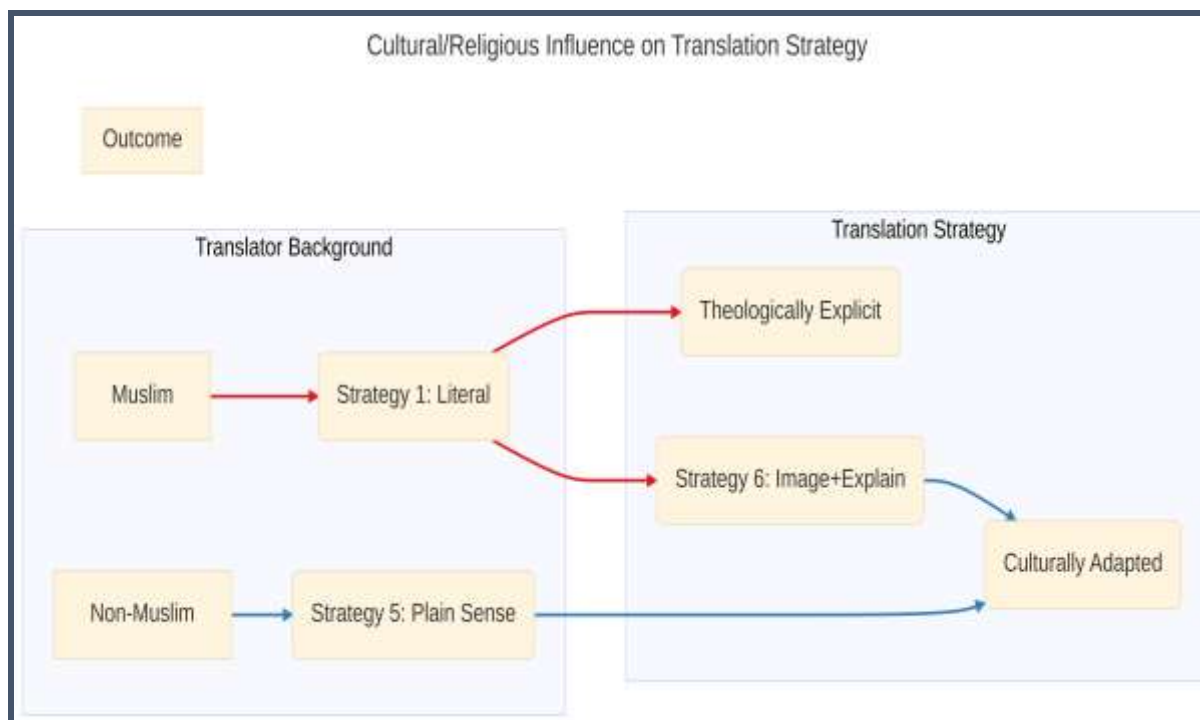 Cultural/Religious Influence on Translation Strategy
Outcome
Translator Background
Muslim
Strategy 1: Literal
Non-Muslim
Strategy 5: Plain Sense
Translation Strategy
Theologically Explicit
Strategy 6: Image+Explain
Culturally Adapted